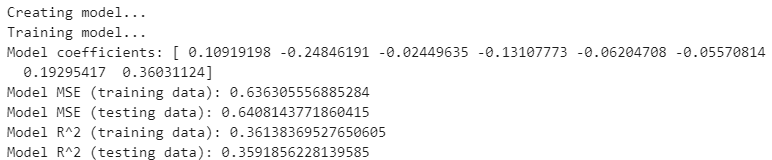 Creating model...
Training model...
Model coefficients: [ 0.10919198 -0.24846191 -0.02449635 -0.13107773 -0.06204708 -0.05570814
0.19295417  0.36031124]
Model MSE (training data): 0.636305556885284
Model MSE (testing data): 0.6408143771860415
Model R^2 (training data): 0.36138369527650605
Model R^2 (testing data): 0.3591856228139585